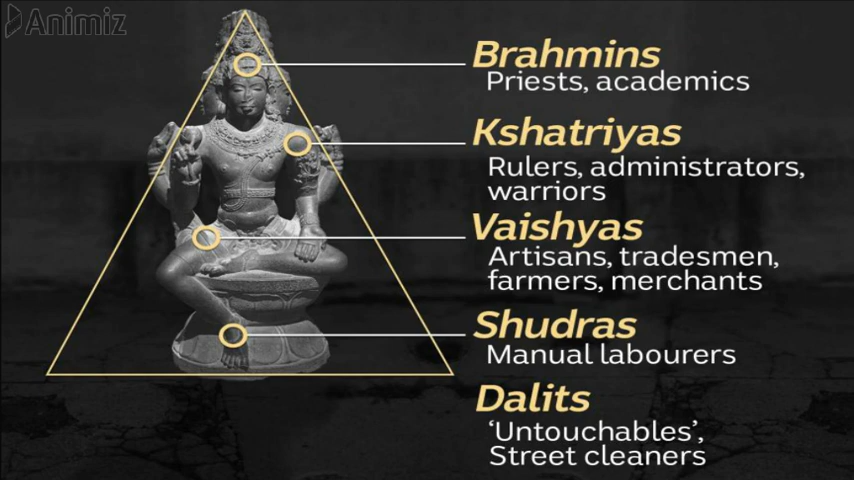 Animiz
Brahmins
Priests, academics
Kshatriyas
Rulers, administrators,
warriors
Vaishyas
Artisans, tradesmen,
farmers, merchants
Shudras
Manual labourers
Dalits
‘Untouchables’,
Street cleaners